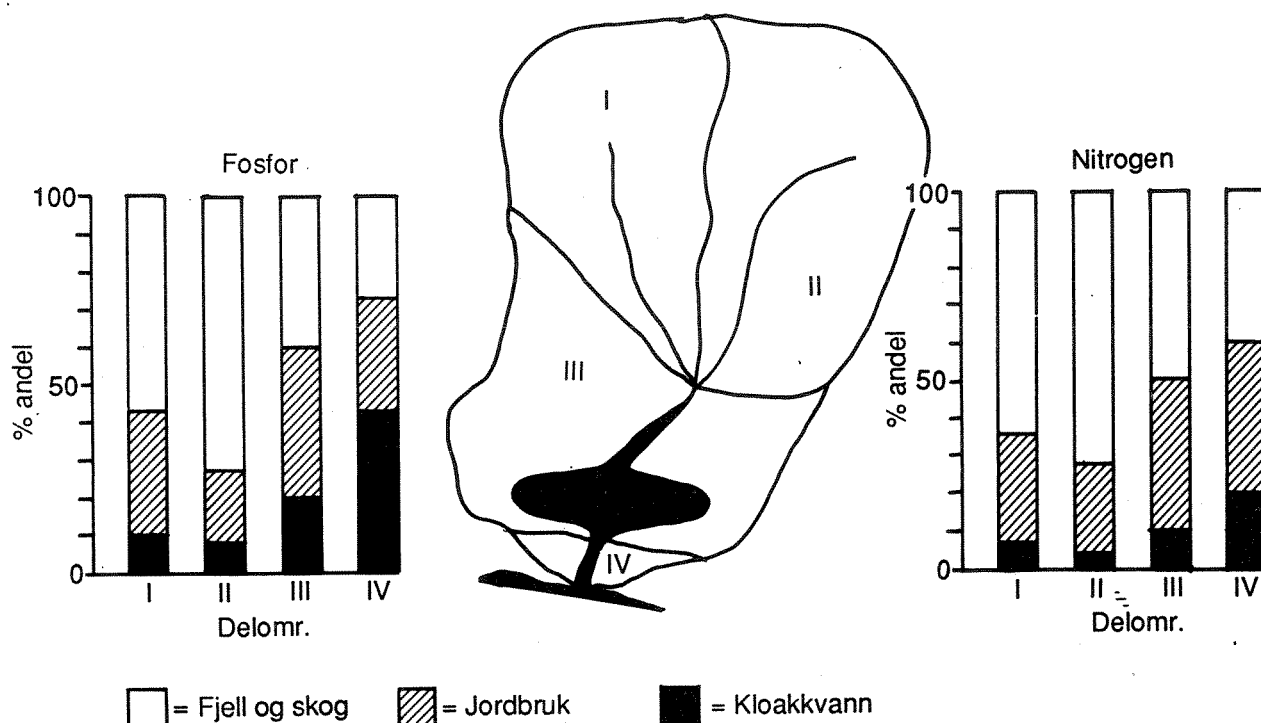 Fosfor
100
50
0
% andel
I II III IV
Delomr.
I
II
III
IV
Nitrogen
100
50
0
% andel
I II III IV
Delomr.
= Fjell og skog = Jordbruk = Kloakkvann